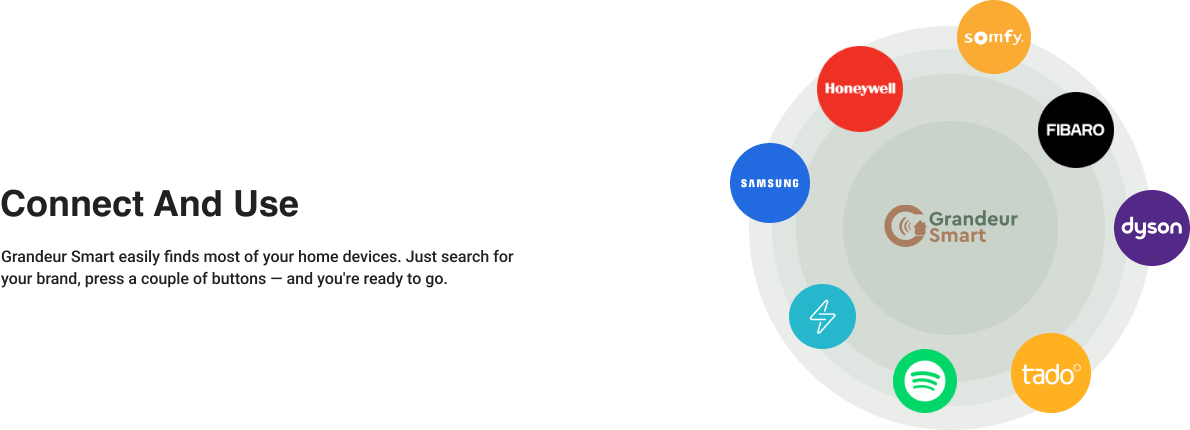 somfy.
Honeywell
FIBARO
SAMSUNG
Connect And Use
Grandeur
Smart
dyson
Grandeur Smart easily finds most of your home devices. Just search for
your brand, press a couple of buttons — and you're ready to go.
tado°